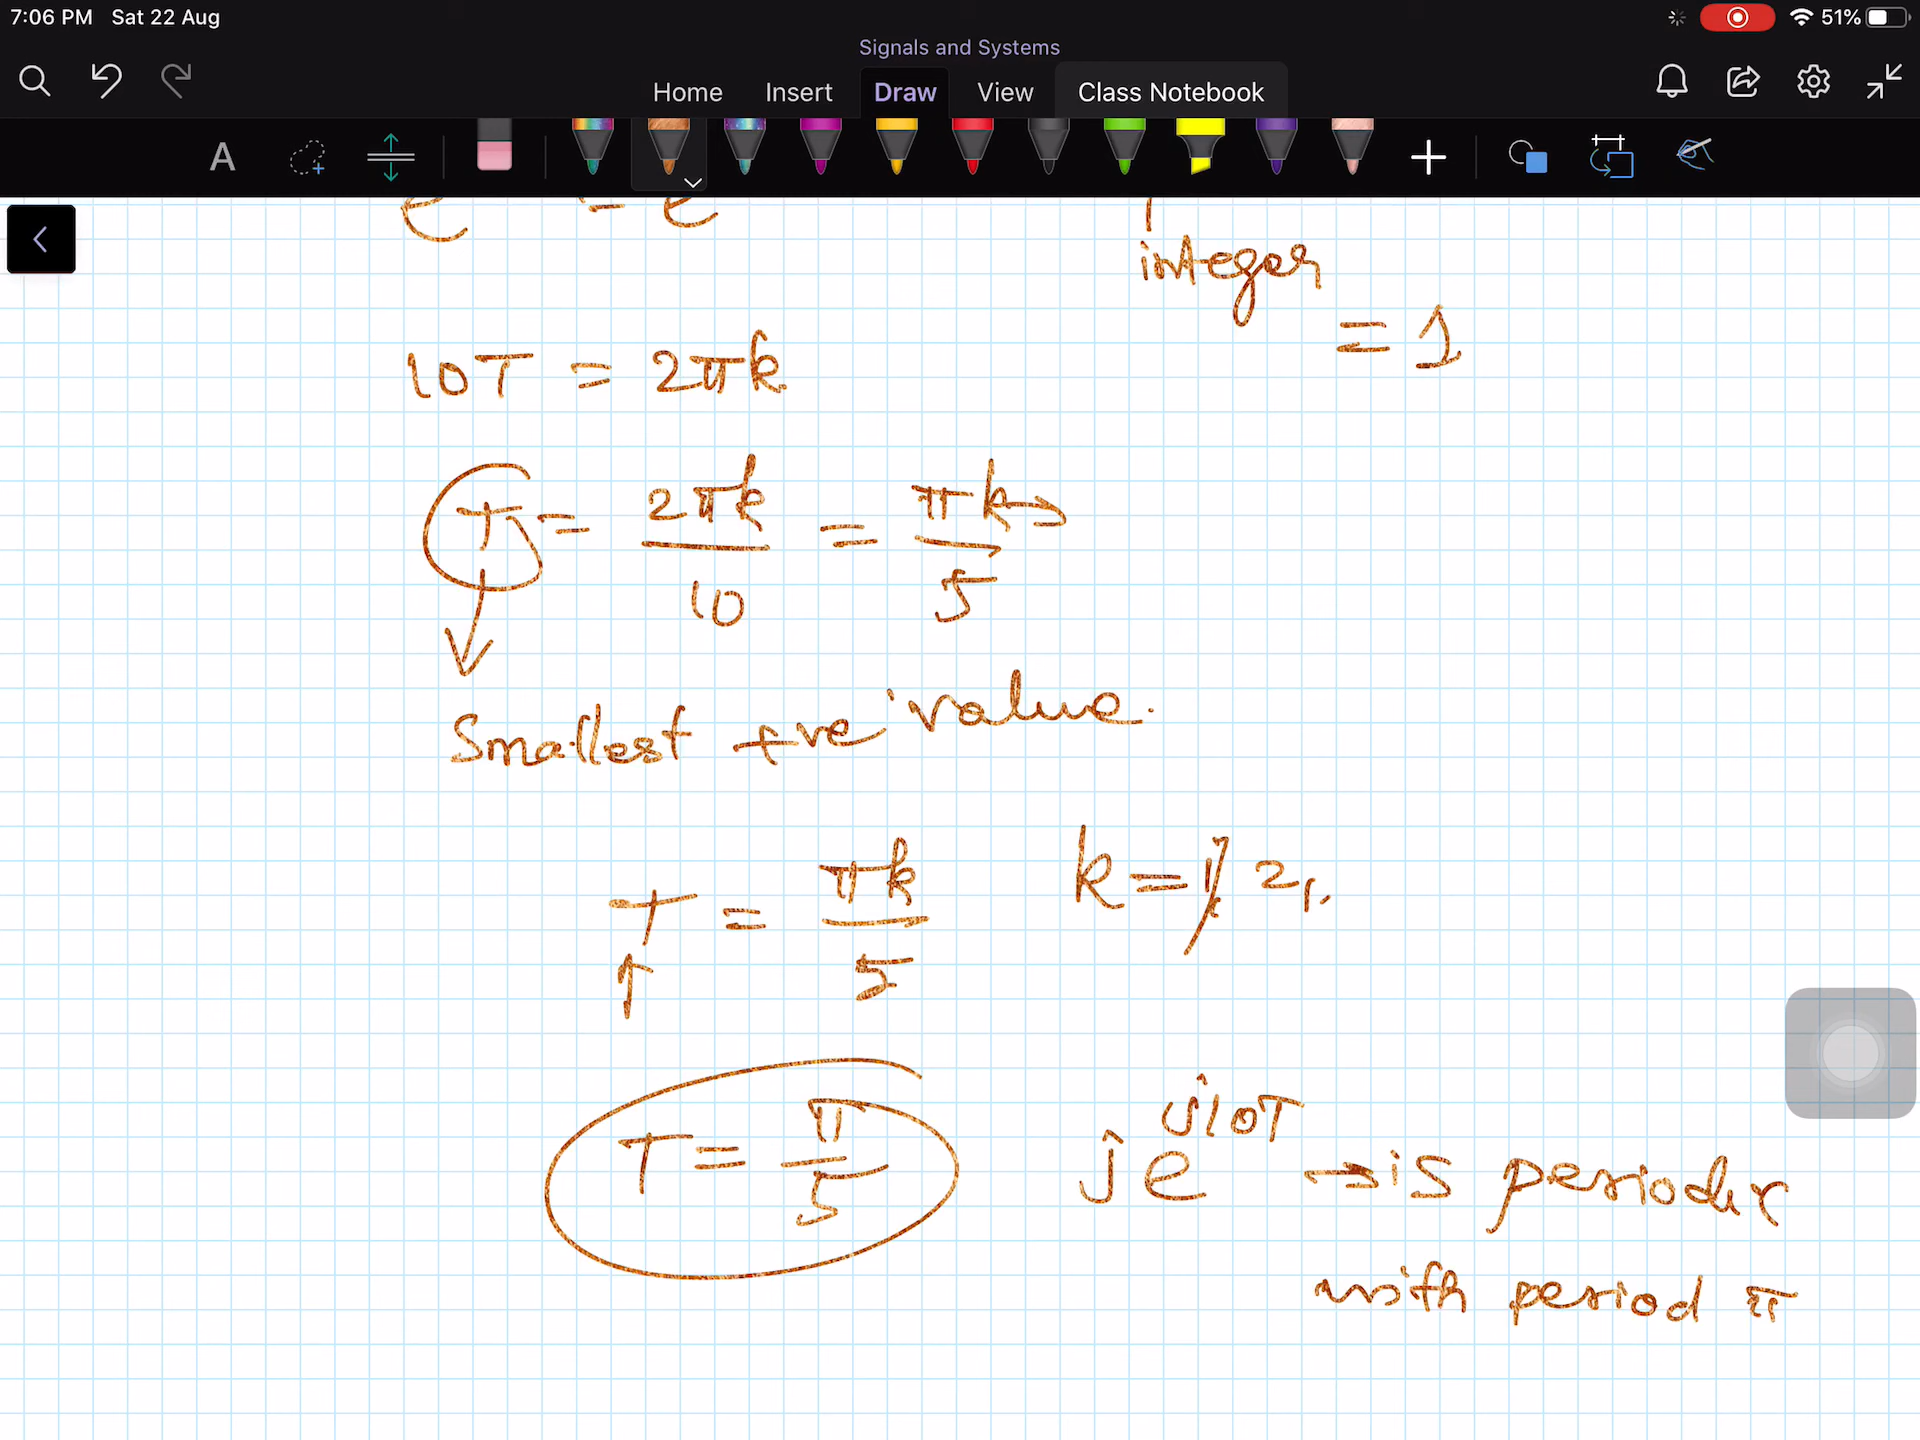 7:06 PM Sat 22 Aug 51%
Signals and Systems
Home Insert Draw View Class Notebook
A
e = e
integer
= 1
10T = 2πk
T = 2πk/10 = πk/5
Smallest +ve value.
T = πk/5 k = 1, 2,
T = π/5 j e^j10T → is periodic
with period π